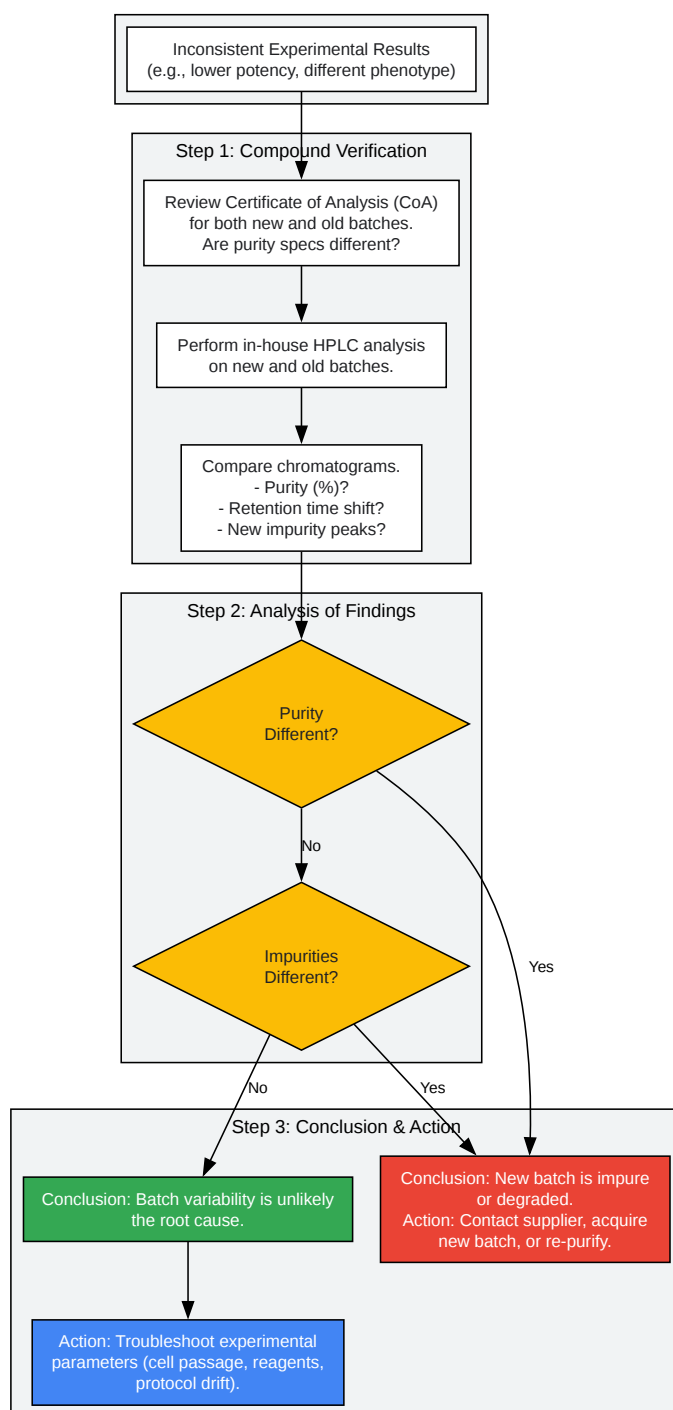 Inconsistent Experimental Results
(e.g., lower potency, different phenotype)
Step 1: Compound Verification
Review Certificate of Analysis (CoA)
for both new and old batches.
Are purity specs different?
Perform in-house HPLC analysis
on new and old batches.
Compare chromatograms.
- Purity (%)?
- Retention time shift?
- New impurity peaks?
Step 2: Analysis of Findings
Purity
Different?
No
Impurities
Different?
Yes
No
Yes
Step 3: Conclusion & Action
Conclusion: Batch variability is unlikely
the root cause.
Conclusion: New batch is impure
or degraded.
Action: Contact supplier, acquire
new batch, or re-purify.
Action: Troubleshoot experimental
parameters (cell passage, reagents,
protocol drift).